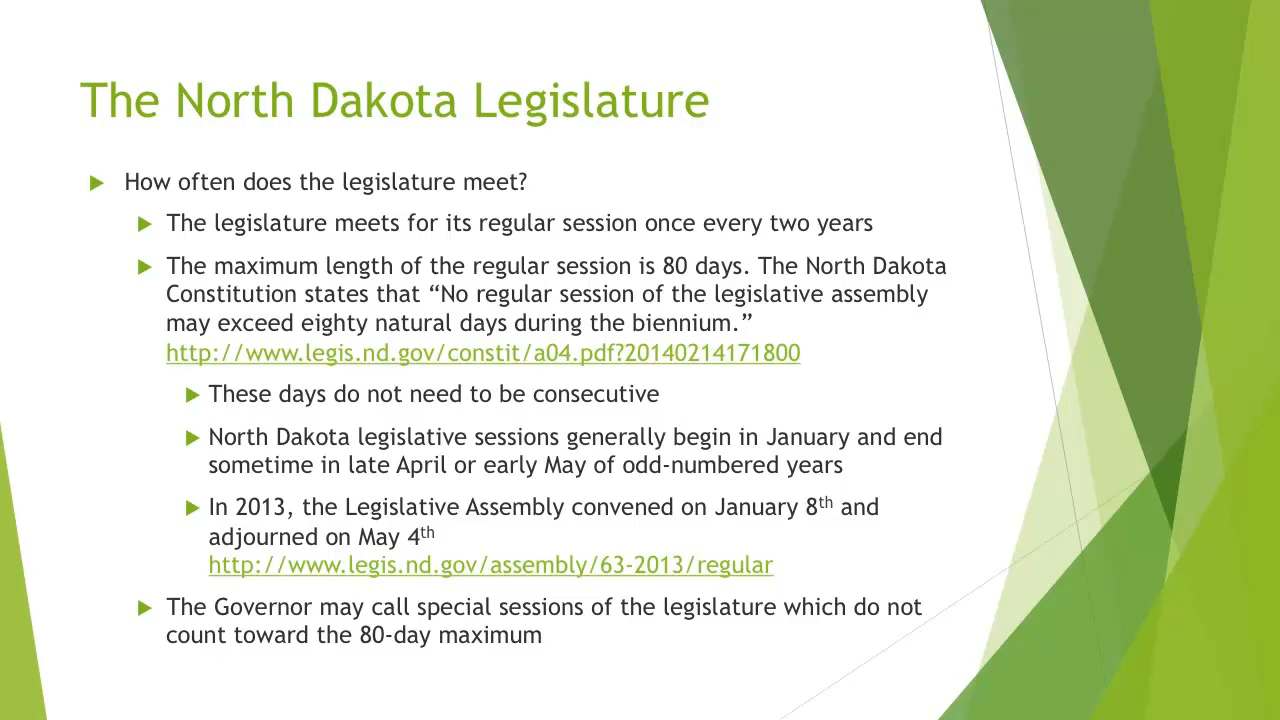 The North Dakota Legislature
How often does the legislature meet?
The legislature meets for its regular session once every two years
The maximum length of the regular session is 80 days. The North Dakota
Constitution states that “No regular session of the legislative assembly
may exceed eighty natural days during the biennium.”
http://www.legis.nd.gov/constit/a04.pdf?20140214171800
These days do not need to be consecutive
North Dakota legislative sessions generally begin in January and end
sometime in late April or early May of odd-numbered years
In 2013, the Legislative Assembly convened on January 8th and
adjourned on May 4th
http://www.legis.nd.gov/assembly/63-2013/regular
The Governor may call special sessions of the legislature which do not
count toward the 80-day maximum